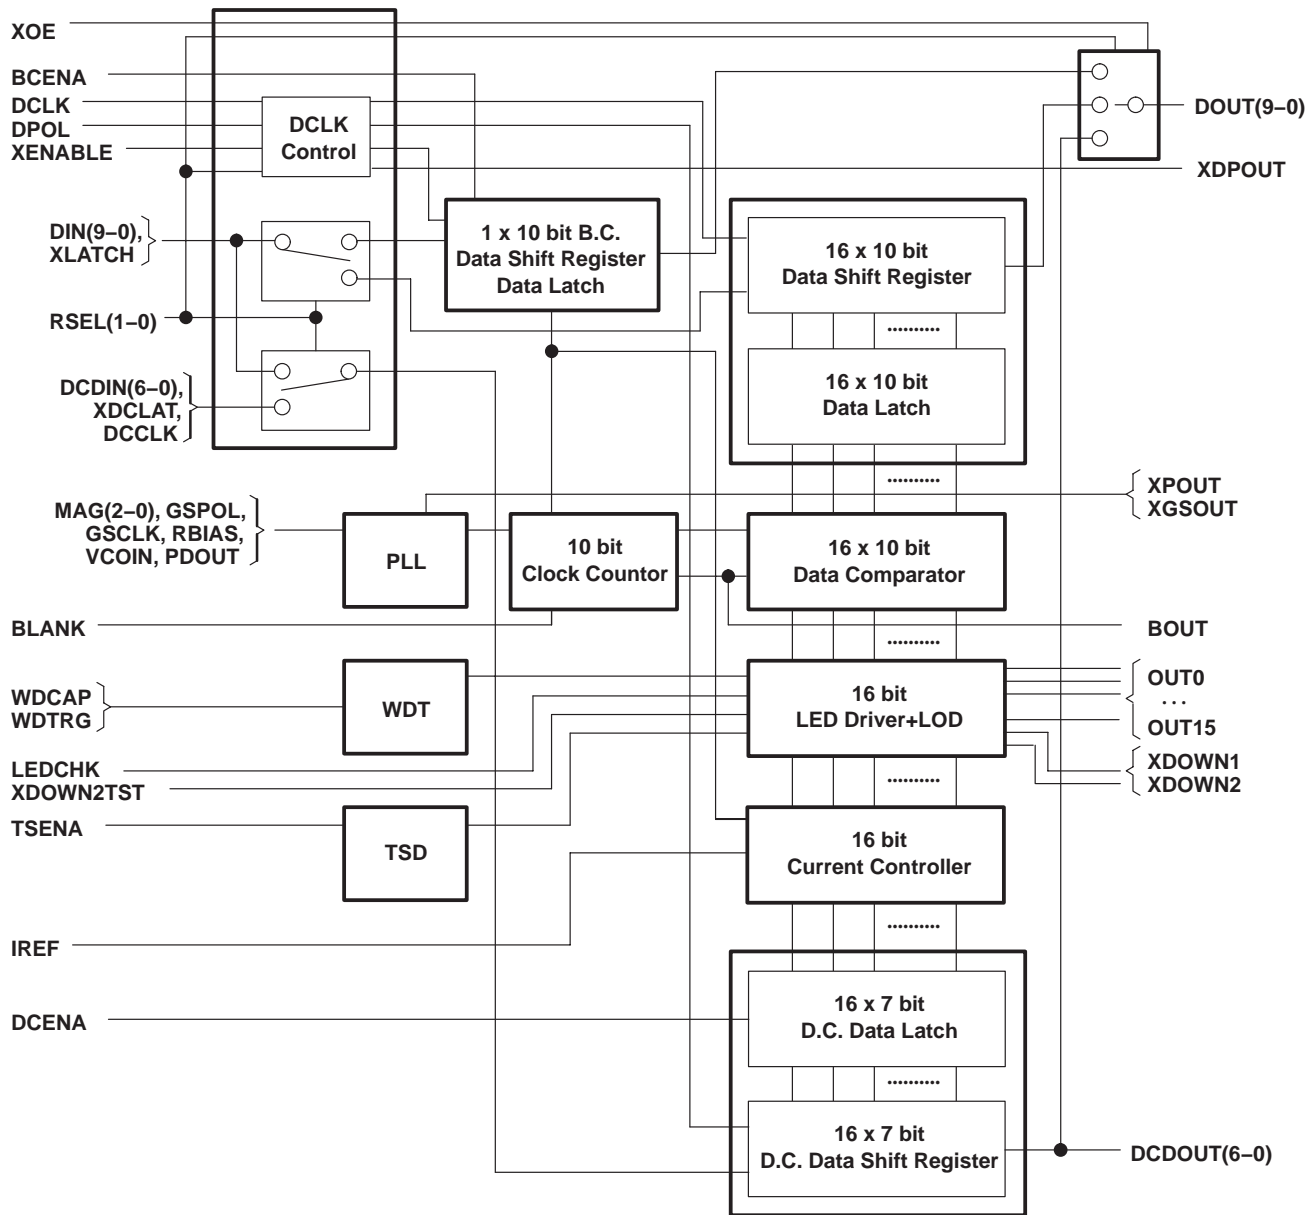 XOE
BCENA
DCLK
DPOL
XENABLE
DCLK
Control
DOUT(9–0)
XDPOUT
DIN(9–0),
XLATCH
1 x 10 bit B.C.
Data Shift Register
Data Latch
16 x 10 bit
Data Shift Register
RSEL(1–0)
..........
DCDIN(6–0),
XDCLAT,
DCCLK
16 x 10 bit
Data Latch
..........
MAG(2–0), GSPOL,
GSCLK, RBIAS,
VCOIN, PDOUT
PLL
10 bit
Clock Countor
16 x 10 bit
Data Comparator
XPOUT
XGSOUT
BLANK
BOUT
..........
WDCAP
WDTRG
WDT
16 bit
LED Driver+LOD
OUT0
...
OUT15
LEDCHK
XDOWN2TST
XDOWN1
XDOWN2
..........
TSENA
TSD
16 bit
Current Controller
IREF
..........
DCENA
16 x 7 bit
D.C. Data Latch
..........
16 x 7 bit
D.C. Data Shift Register
DCDOUT(6–0)